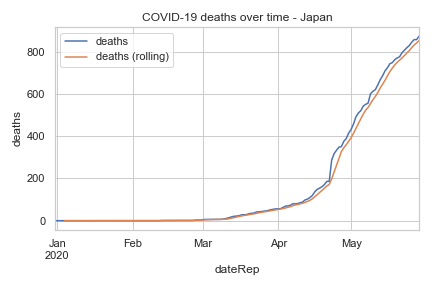 COVID-19 deaths over time - Japan
deaths
deaths (rolling)
800
600
400
200
0
deaths
Jan Feb Mar Apr May
2020
dateRep